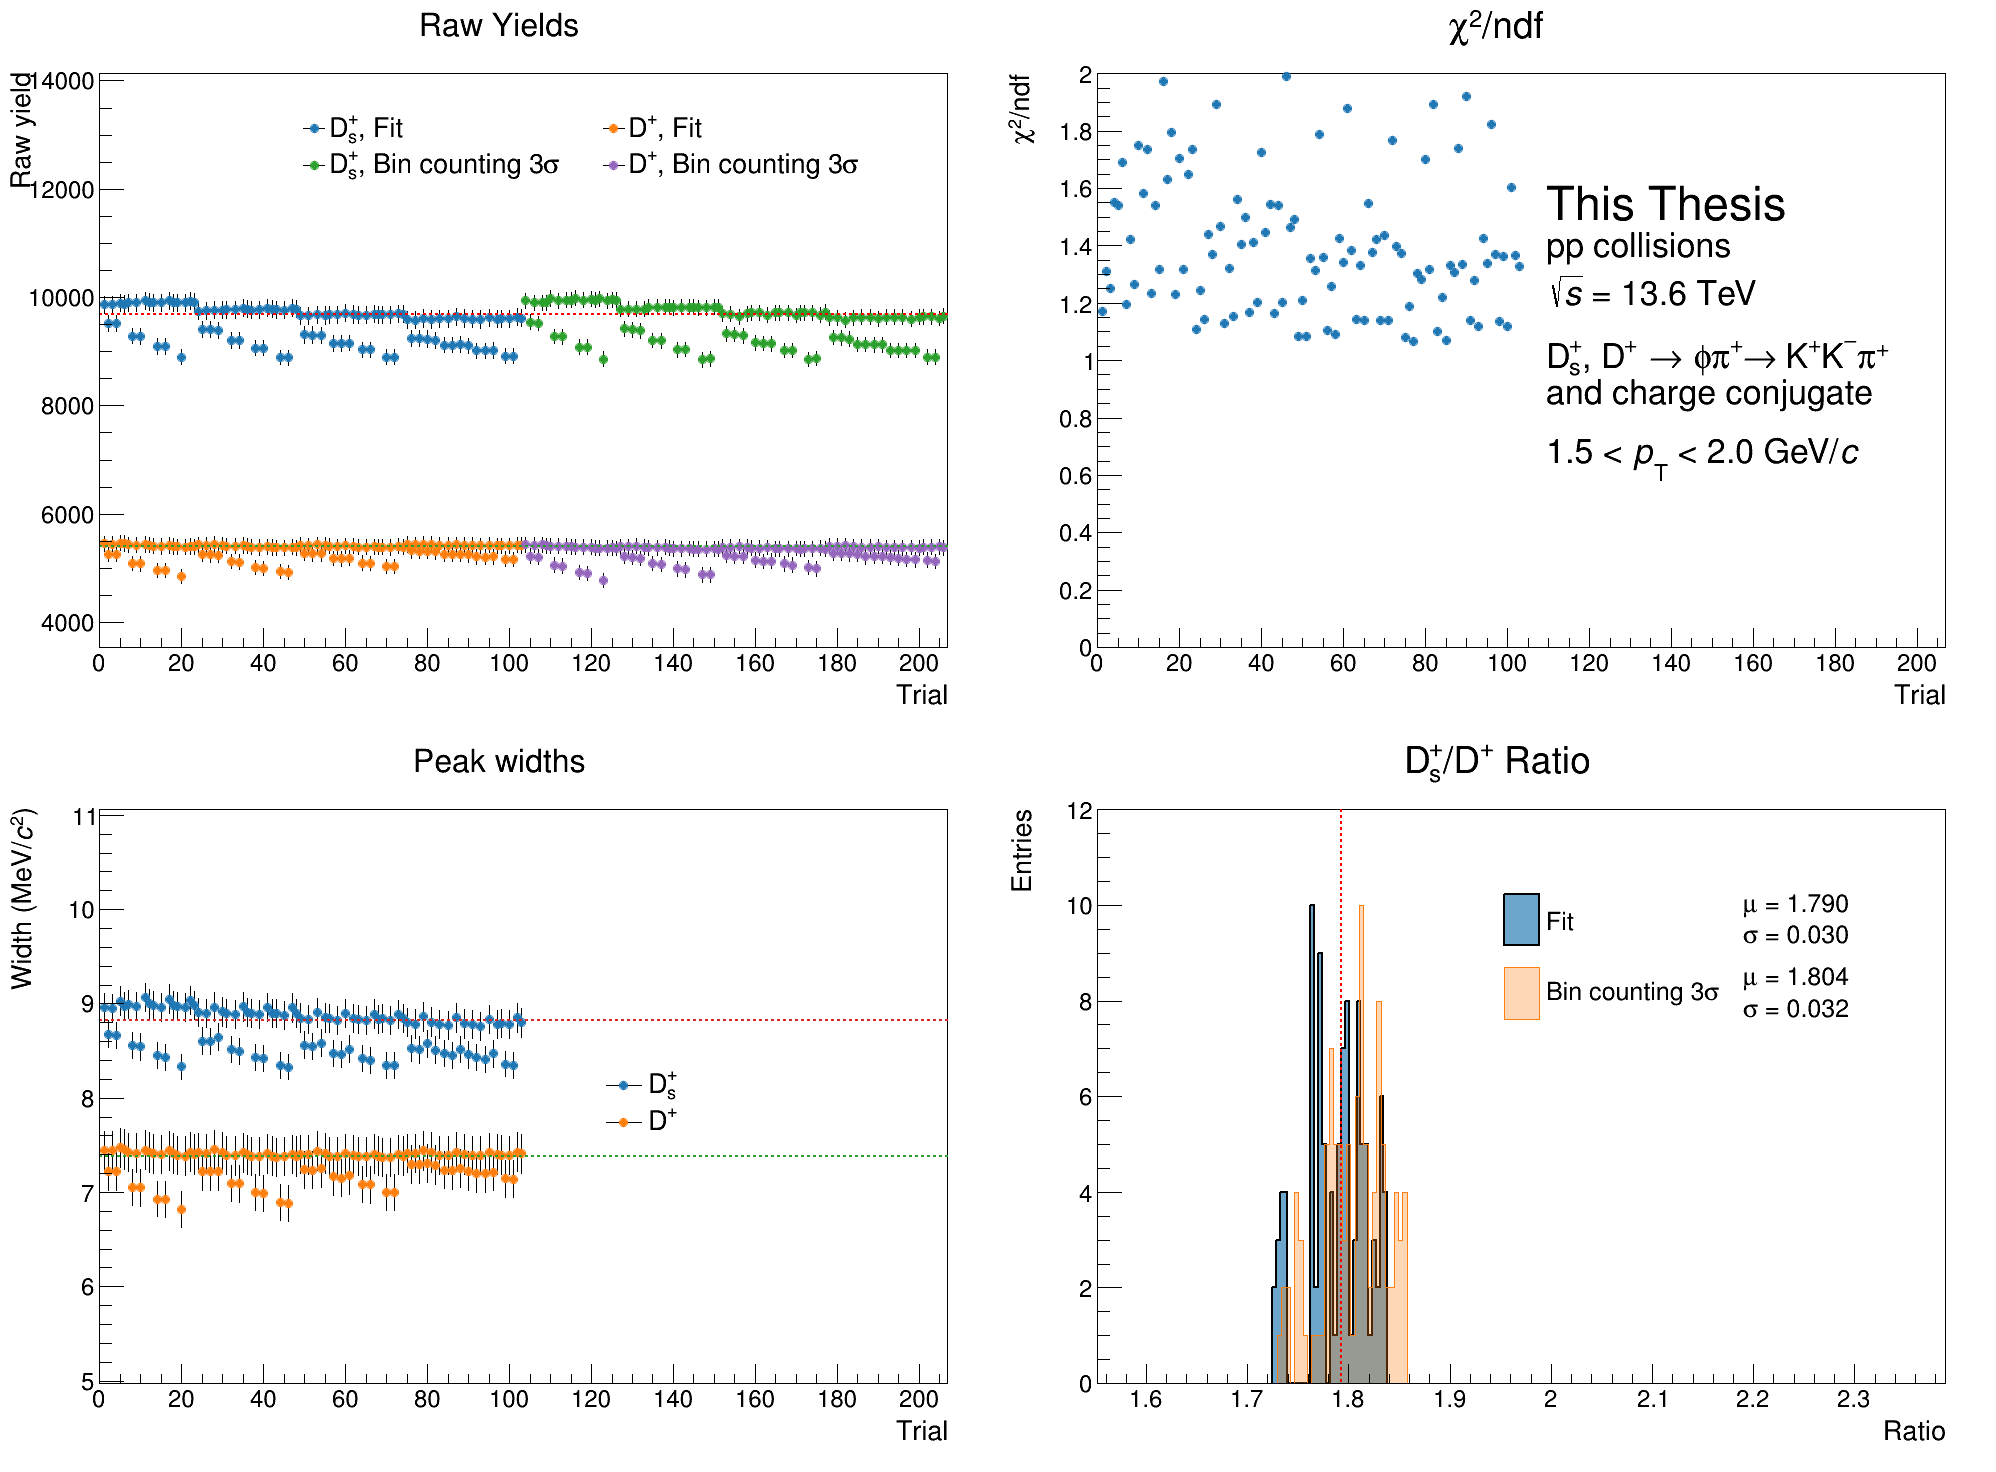 Raw Yields
Raw yield
14000
12000
10000
8000
6000
4000
D_s^+, Fit
D^+, Fit
D_s^+, Bin counting 3σ
D^+, Bin counting 3σ
0 20 40 60 80 100 120 140 160 180 200
Trial
χ²/ndf
χ²/ndf
2
1.8
1.6
1.4
1.2
1
0.8
0.6
0.4
0.2
0
This Thesis
pp collisions
√s = 13.6 TeV
D_s^+, D^+ → φπ^+→ K^+K^−π^+
and charge conjugate
1.5 < p_T < 2.0 GeV/c
0 20 40 60 80 100 120 140 160 180 200
Trial
Peak widths
Width (MeV/c²)
11
10
9
8
7
6
5
D_s^+
D^+
0 20 40 60 80 100 120 140 160 180 200
Trial
D_s^+/D^+ Ratio
Entries
12
10
8
6
4
2
0
Fit
μ = 1.790
σ = 0.030
Bin counting 3σ
μ = 1.804
σ = 0.032
1.6 1.7 1.8 1.9 2 2.1 2.2 2.3
Ratio